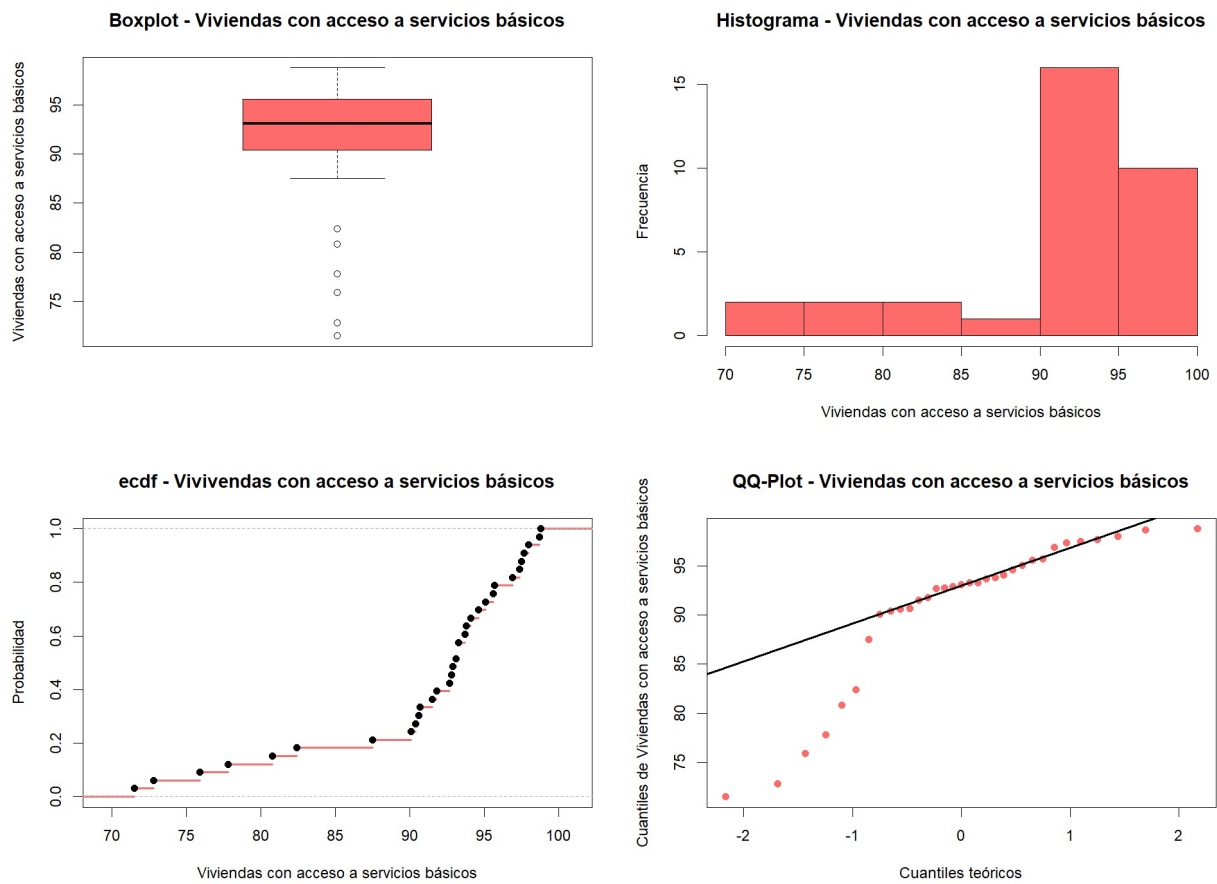 Boxplot - Viviendas con acceso a servicios básicos
Viviendas con acceso a servicios básicos
95
90
85
80
75
Histograma - Viviendas con acceso a servicios básicos
Frecuencia
15
10
5
0
70 75 80 85 90 95 100
Viviendas con acceso a servicios básicos
ecdf - Vivivendas con acceso a servicios básicos
Probabilidad
1.0
0.8
0.6
0.4
0.2
0.0
70 75 80 85 90 95 100
Viviendas con acceso a servicios básicos
QQ-Plot - Viviendas con acceso a servicios básicos
Cuantiles de Viviendas con acceso a servicios básicos
95
90
85
80
75
-2 -1 0 1 2
Cuantiles teóricos